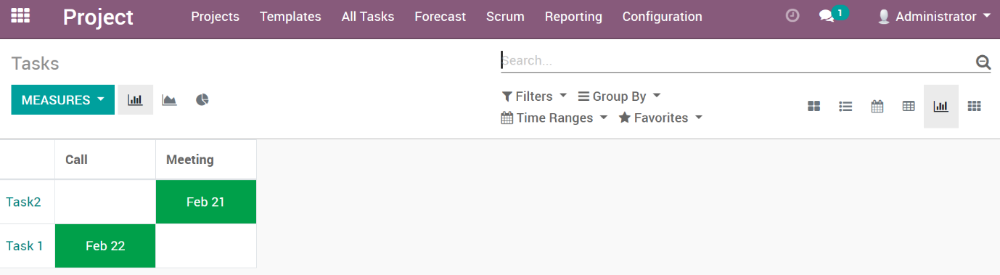 Project Projects Templates All Tasks Forecast Scrum Reporting Configuration 1 Administrator
Tasks
Search...
MEASURES
Filters Group By
Time Ranges Favorites
Call Meeting
Task2 Feb 21
Task 1 Feb 22